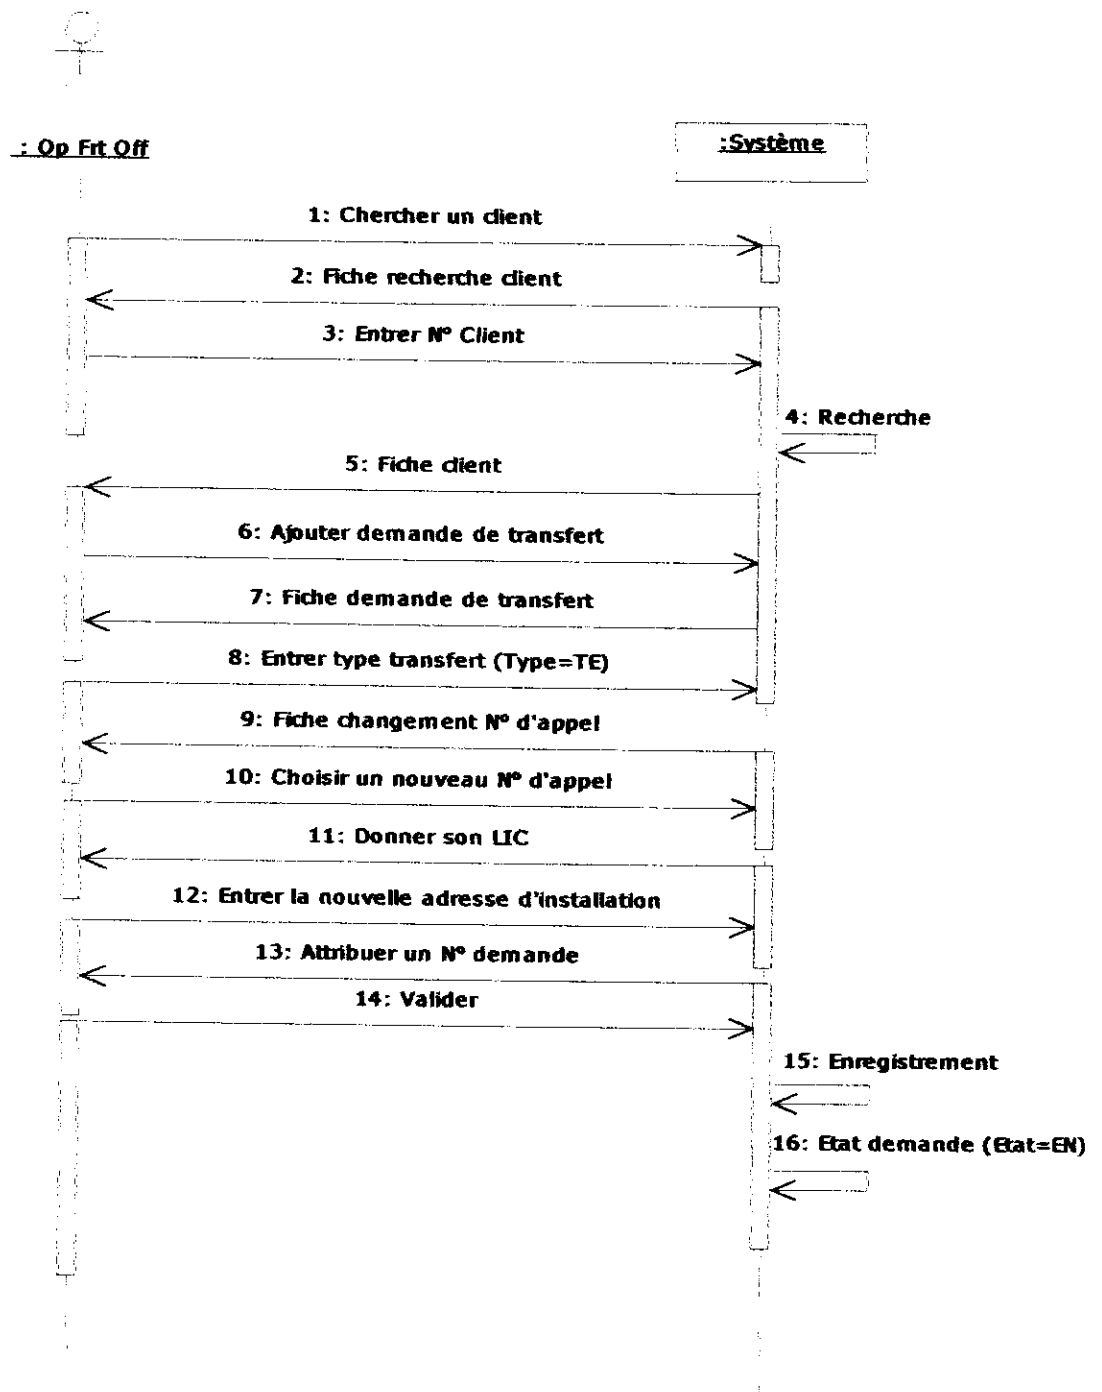 : Op Frt Off
:Système
1: Chercher un client
2: Fiche recherche client
3: Entrer N° Client
4: Recherche
5: Fiche client
6: Ajouter demande de transfert
7: Fiche demande de transfert
8: Entrer type transfert (Type=TE)
9: Fiche changement N° d'appel
10: Choisir un nouveau N° d'appel
11: Donner son LIC
12: Entrer la nouvelle adresse d'installation
13: Attribuer un N° demande
14: Valider
15: Enregistrement
16: Etat demande (Etat=EN)